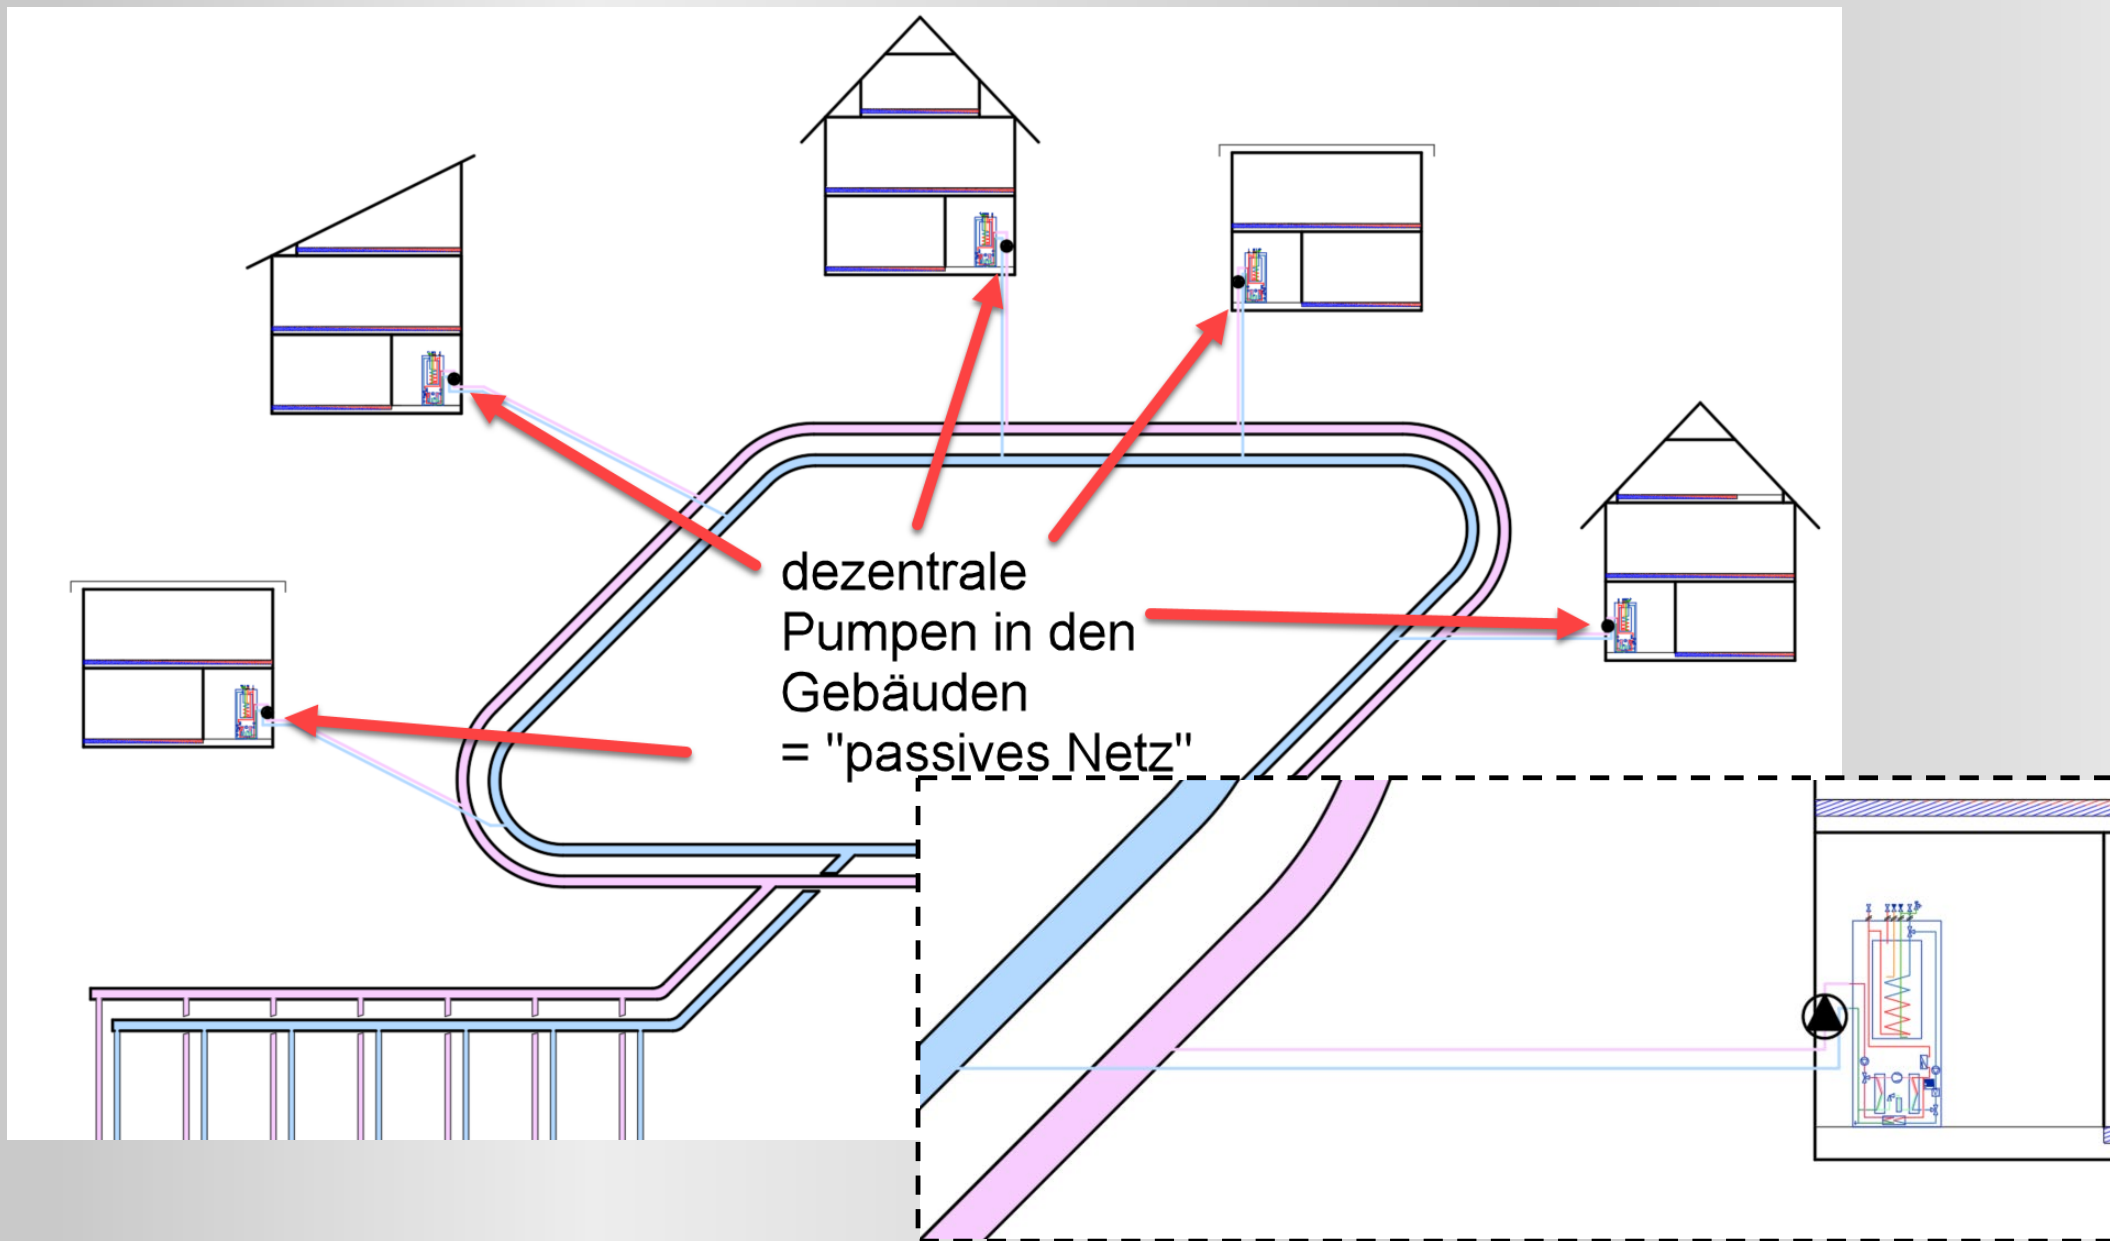 dezentrale
Pumpen in den
Gebäuden
= "passives Netz"